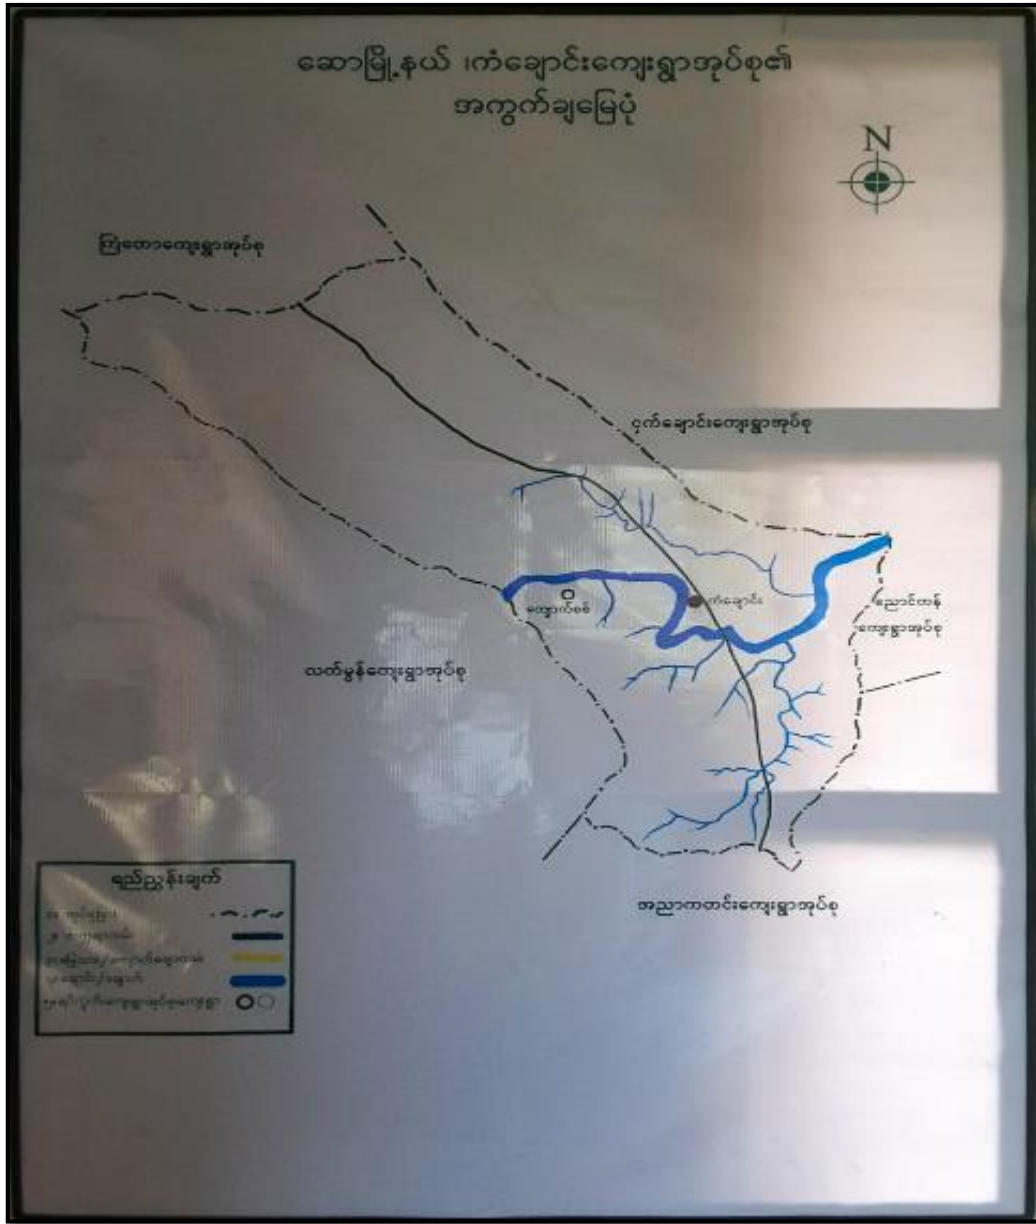 ဆောမြို့နယ် ၊ကံချောင်းကျေးရွာအုပ်စု၏
အကွက်ချမြေပုံ
N
ကြံတောကျေးရွာအုပ်စု
ငှက်ချောင်းကျေးရွာအုပ်စု
ကျောက်စစ်
ကံချောင်း
ညောင်တန်
ကျေးရွာအုပ်စု
လတ်မွန်ကျေးရွာအုပ်စု
အညာကတင်းကျေးရွာအုပ်စု
ရည်ညွှန်းချက်